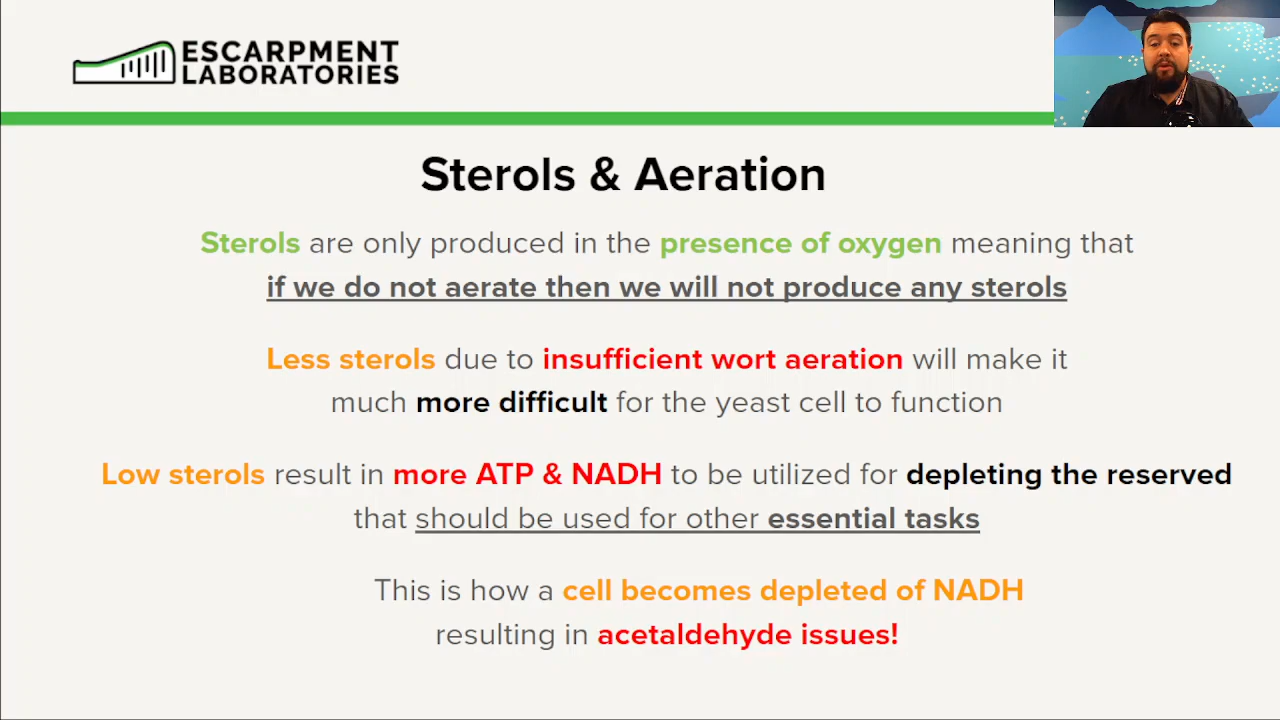 ESCARPMENT
LABORATORIES
Sterols & Aeration
Sterols are only produced in the presence of oxygen meaning that
if we do not aerate then we will not produce any sterols
Less sterols due to insufficient wort aeration will make it
much more difficult for the yeast cell to function
Low sterols result in more ATP & NADH to be utilized for depleting the reserved
that should be used for other essential tasks
This is how a cell becomes depleted of NADH
resulting in acetaldehyde issues!